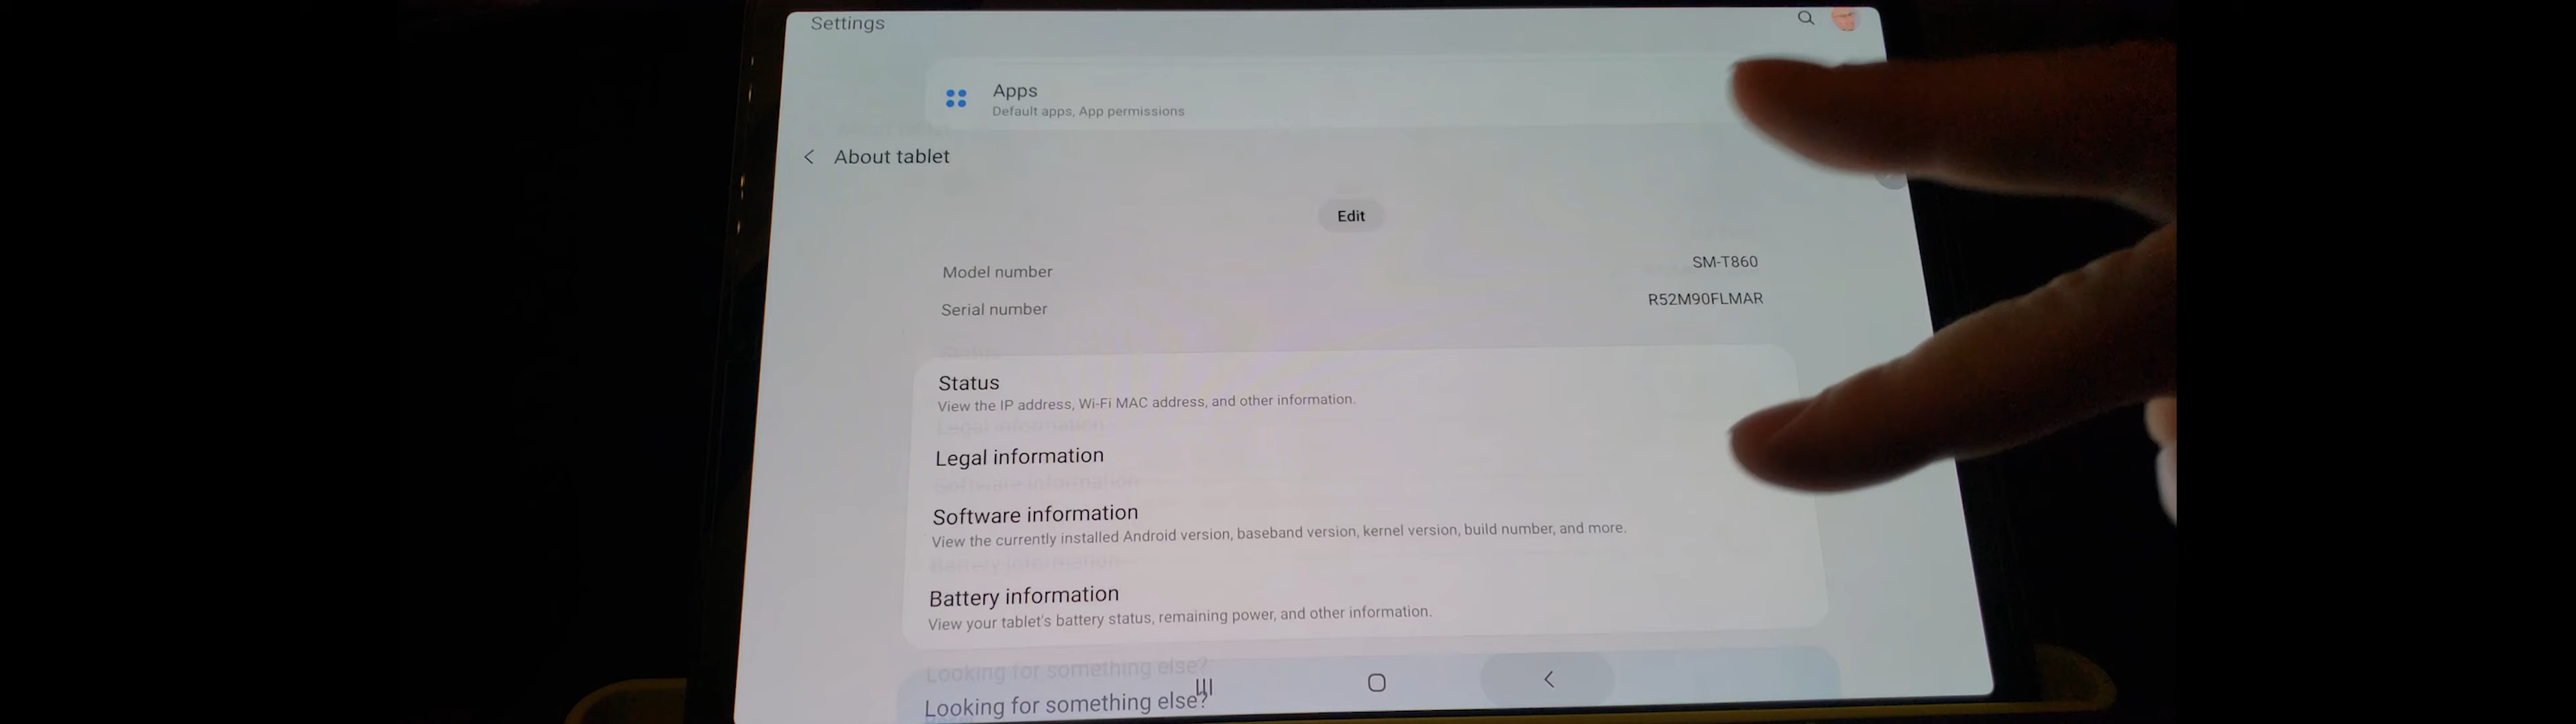 Settings
Apps
Default apps, App permissions
About tablet
Edit
Model number SM-T860
Serial number R52M90FLMAR
Status
View the IP address, Wi-Fi MAC address, and other information.
Legal information
Software information
View the currently installed Android version, baseband version, kernel version, build number, and more.
Battery information
View your tablet's battery status, remaining power, and other information.
Looking for something else?